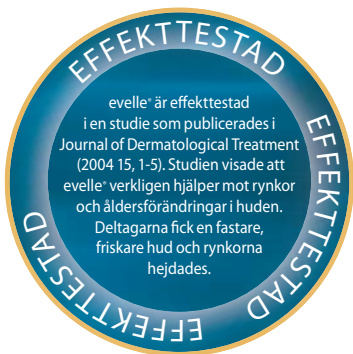 EFFEKTTESTAD
EFFEKTTESTAD
EFFEKTTESTAD
EFFEKTTESTAD
evelle® är effekttestad
i en studie som publicerades i
Journal of Dermatological Treatment
(2004 15, 1-5). Studien visade att
evelle® verkligen hjälper mot rynkor
och åldersförändringar i huden.
Deltagarna fick en fastare,
friskare hud och rynkorna
hejdades.